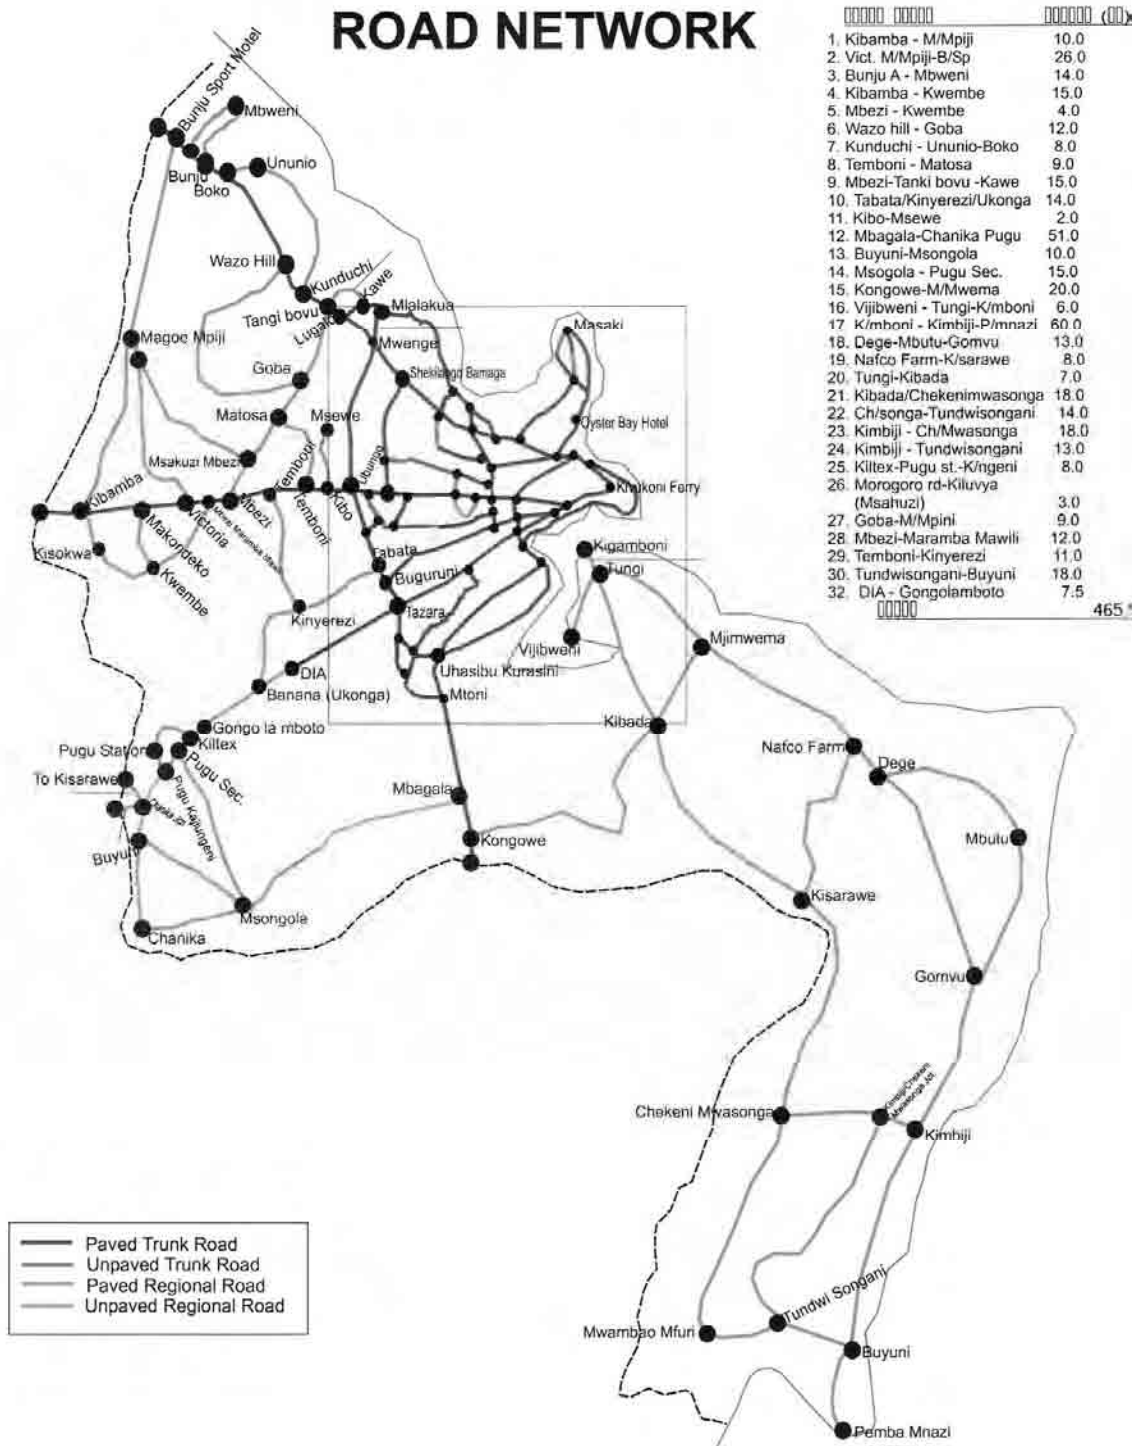 ROAD NETWORK
1. Kibamba - M/Mpiji 10.0
2. Vict. M/Mpiji-B/Sp 26.0
3. Bunju A - Mbweni 14.0
4. Kibamba - Kwembe 15.0
5. Mbezi - Kwembe 4.0
6. Wazo hill - Goba 12.0
7. Kunduchi - Ununio-Boko 8.0
8. Temboni - Matosa 9.0
9. Mbezi-Tanki bovu -Kawe 15.0
10. Tabata/Kinyerezi/Ukonga 14.0
11. Kibo-Msewe 2.0
12. Mbagala-Chanika Pugu 51.0
13. Buyuni-Msongola 10.0
14. Msogola - Pugu Sec. 15.0
15. Kongowe-M/Mwema 20.0
16. Vijibweni - Tungi-K/mboni 6.0
17. K/mboni - Kimbiji-P/mnazi 60.0
18. Dege-Mbutu-Gomvu 13.0
19. Nafco Farm-K/sarawe 8.0
20. Tungi-Kibada 7.0
21. Kibada/Chekenimwasonga 18.0
22. Ch/songa-Tundwisongani 14.0
23. Kimbiji - Ch/Mwasonga 18.0
24. Kimbiji - Tundwisongani 13.0
25. Kiltex-Pugu st.-K/ngeni 8.0
26. Morogoro rd-Kiluvya
(Msahuzi) 3.0
27. Goba-M/Mpini 9.0
28. Mbezi-Maramba Mawili 12.0
29. Temboni-Kinyerezi 11.0
30. Tundwisongani-Buyuni 18.0
32. DIA - Gongolamboto 7.5
465
Bunju Sport Motel
Mbweni
Bunju
Ununio
Boko
Wazo Hill
Kunduchi
Kawe
Tangi bovu
Lugalo
Mlalakua
Masaki
Magoe Mpiji
Mwenge
Goba
Shekilango Bamaga
Matosa
Msewe
Oyster Bay Hotel
Msakuzi Mbezi
Temboni
Ubungo
Kivukoni Ferry
Kibamba
Victoria
Mbezi
Temboni
Kibo
Makondeko
Kisokwa
Kwembe
Tabata
Kigamboni
Buguruni
Tungi
Kinyerezi
Tazara
Vijibweni
Mjimwema
DIA
Uhasibu Kurasini
Banana (Ukonga)
Mtoni
Gongo la mboto
Kibada
Kiltex
Pugu Station
Nafco Farm
Pugu Sec.
Dege
To Kisarawe
Pugu Kajiungeni
Mbagala
Kongowe
Mbutu
Buyuni
Kisarawe
Msongola
Chanika
Gomvu
Chekeni Mwasonga
Kimbiji/Chekeni
Mwasonga Jct.
Kimbiji
Paved Trunk Road
Unpaved Trunk Road
Paved Regional Road
Unpaved Regional Road
Tundwi Songani
Mwambao Mfuri
Buyuni
Pemba Mnazi